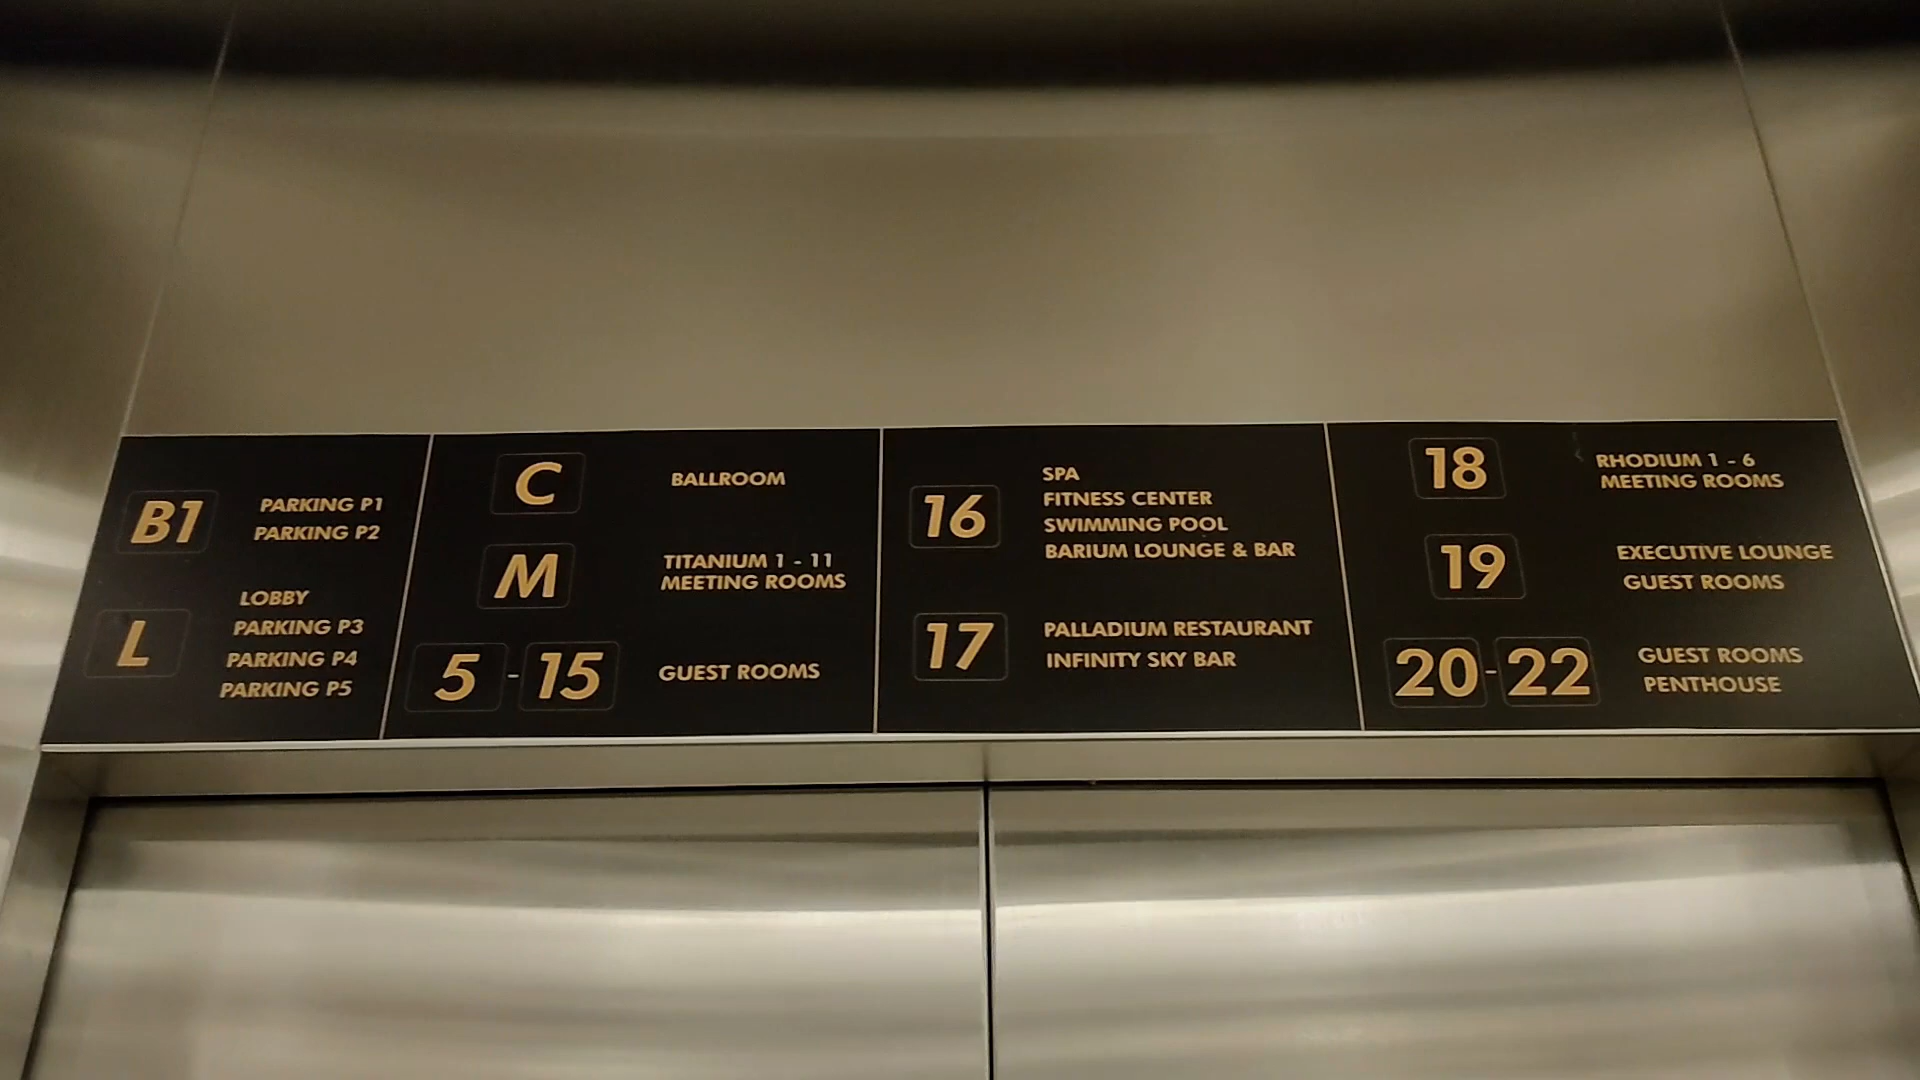 B1
PARKING P1
PARKING P2
L
LOBBY
PARKING P3
PARKING P4
PARKING P5
C
BALLROOM
M
TITANIUM 1 - 11
MEETING ROOMS
5 - 15
GUEST ROOMS
16
SPA
FITNESS CENTER
SWIMMING POOL
BARIUM LOUNGE & BAR
17
PALLADIUM RESTAURANT
INFINITY SKY BAR
18
RHODIUM 1 - 6
MEETING ROOMS
19
EXECUTIVE LOUNGE
GUEST ROOMS
20 - 22
GUEST ROOMS
PENTHOUSE